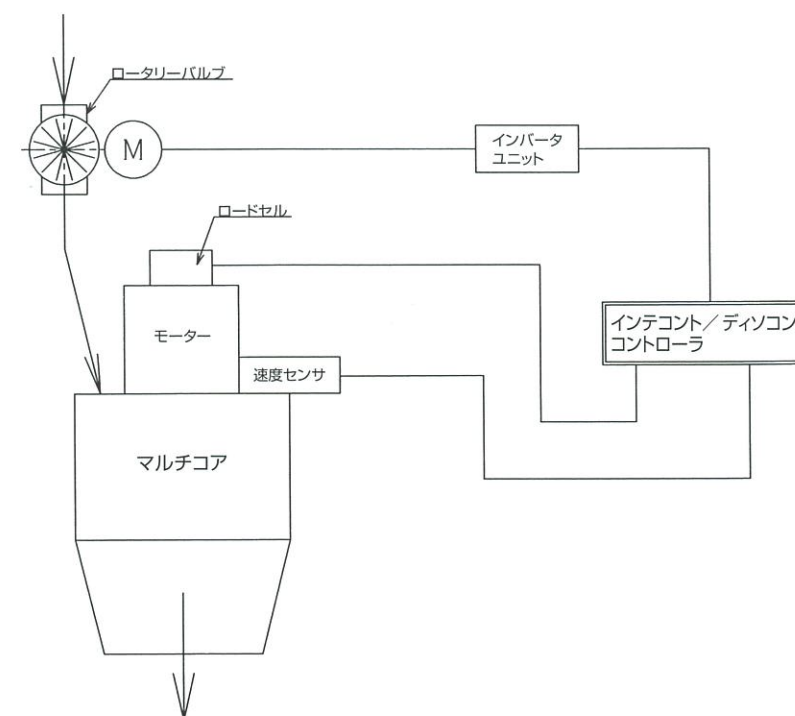 ロータリーバルブ
M
インバータ
ユニット
ロードセル
モーター
インテコント／ディソコント
コントローラ
速度センサ
マルチコア